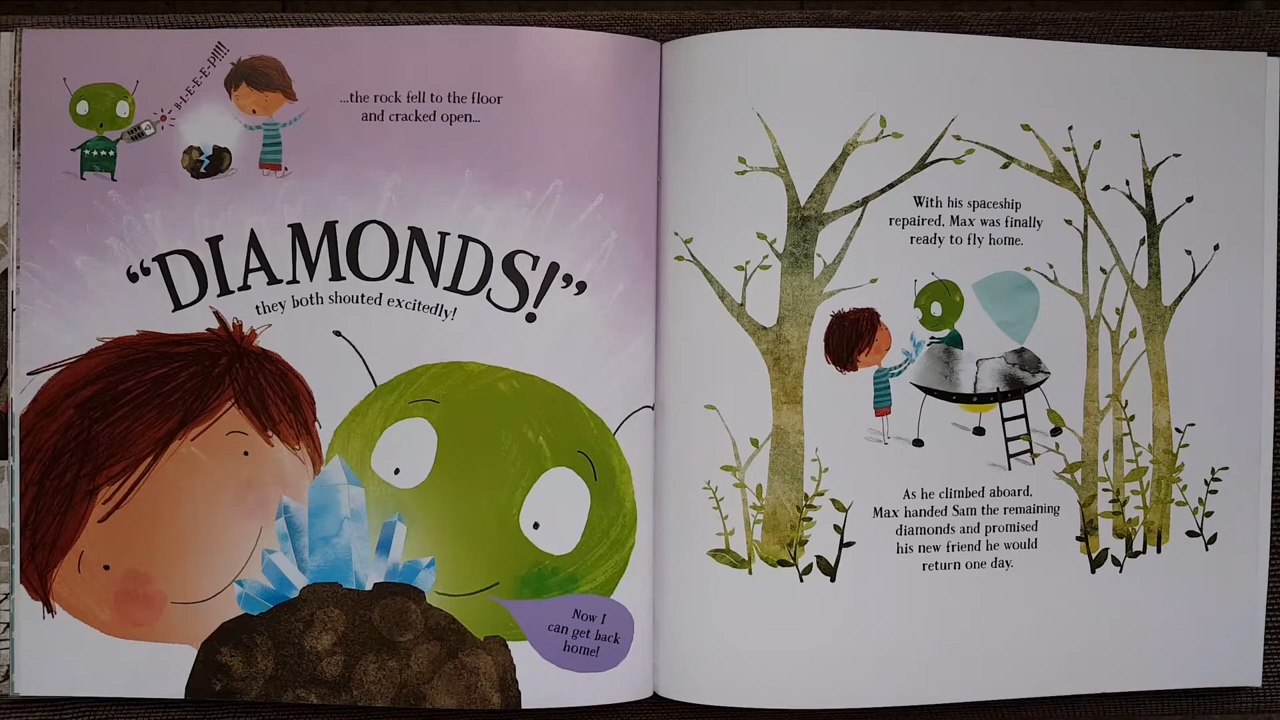 B-L-E-E-E-P!!!!
...the rock fell to the floor
and cracked open...
“DIAMONDS!”
they both shouted excitedly!
Now I
can get back
home!
With his spaceship
repaired, Max was finally
ready to fly home.
As he climbed aboard,
Max handed Sam the remaining
diamonds and promised
his new friend he would
return one day.